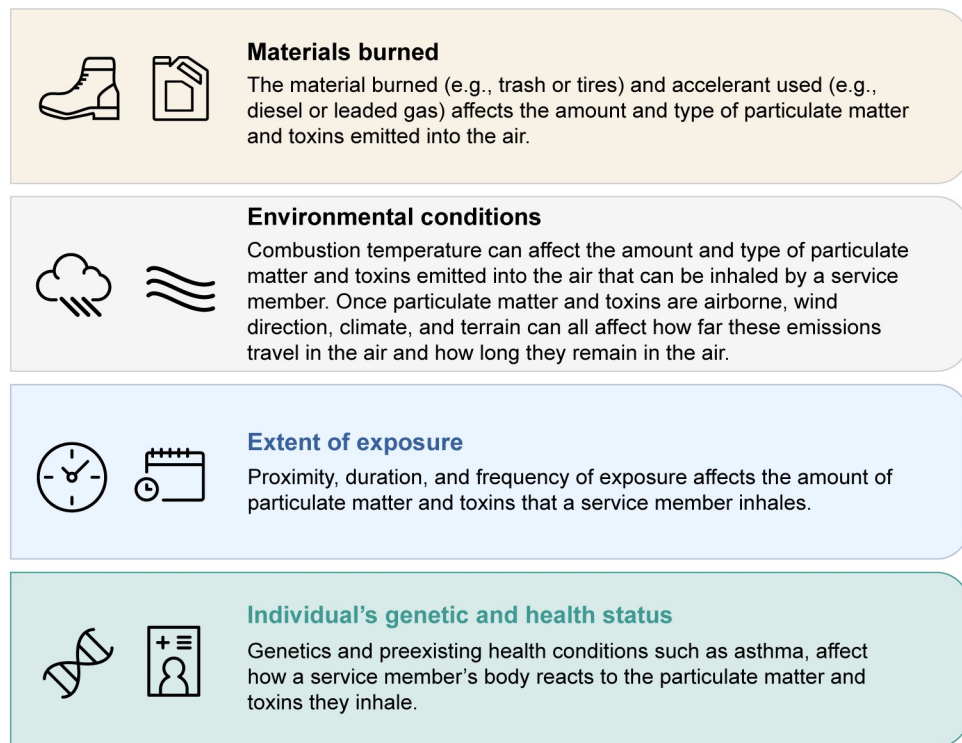 Materials burned
The material burned (e.g., trash or tires) and accelerant used (e.g.,
diesel or leaded gas) affects the amount and type of particulate matter
and toxins emitted into the air.
Environmental conditions
Combustion temperature can affect the amount and type of particulate
matter and toxins emitted into the air that can be inhaled by a service
member. Once particulate matter and toxins are airborne, wind
direction, climate, and terrain can all affect how far these emissions
travel in the air and how long they remain in the air.
Extent of exposure
Proximity, duration, and frequency of exposure affects the amount of
particulate matter and toxins that a service member inhales.
Individual’s genetic and health status
Genetics and preexisting health conditions such as asthma, affect
how a service member’s body reacts to the particulate matter and
toxins they inhale.